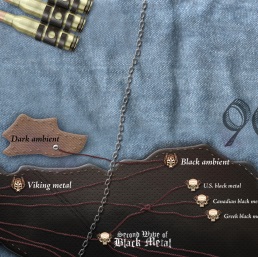 Dark ambient
Black ambient
Viking metal
U.S. black metal
Canadian black me
Greek black me
Second Wave of
Black Metal